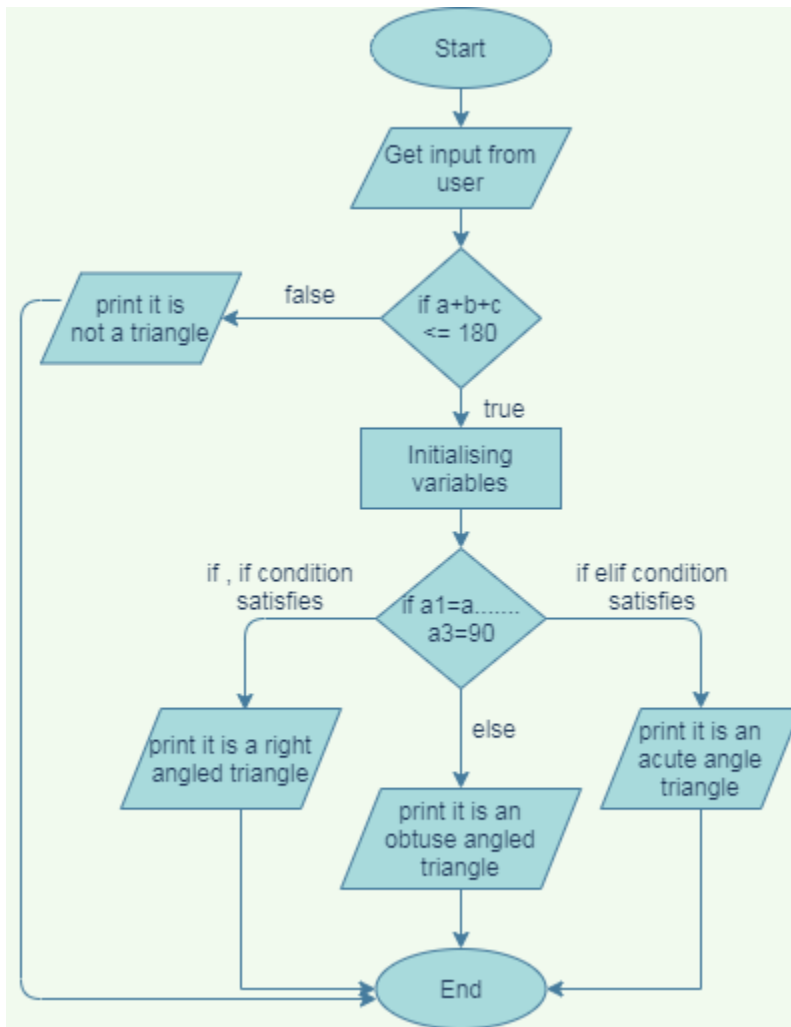 Start
Get input from
user
if a+b+c
<= 180
false
print it is
not a triangle
true
Initialising
variables
if a1=a.......
a3=90
if , if condition
satisfies
if elif condition
satisfies
else
print it is a right
angled triangle
print it is an
obtuse angled
triangle
print it is an
acute angle
triangle
End